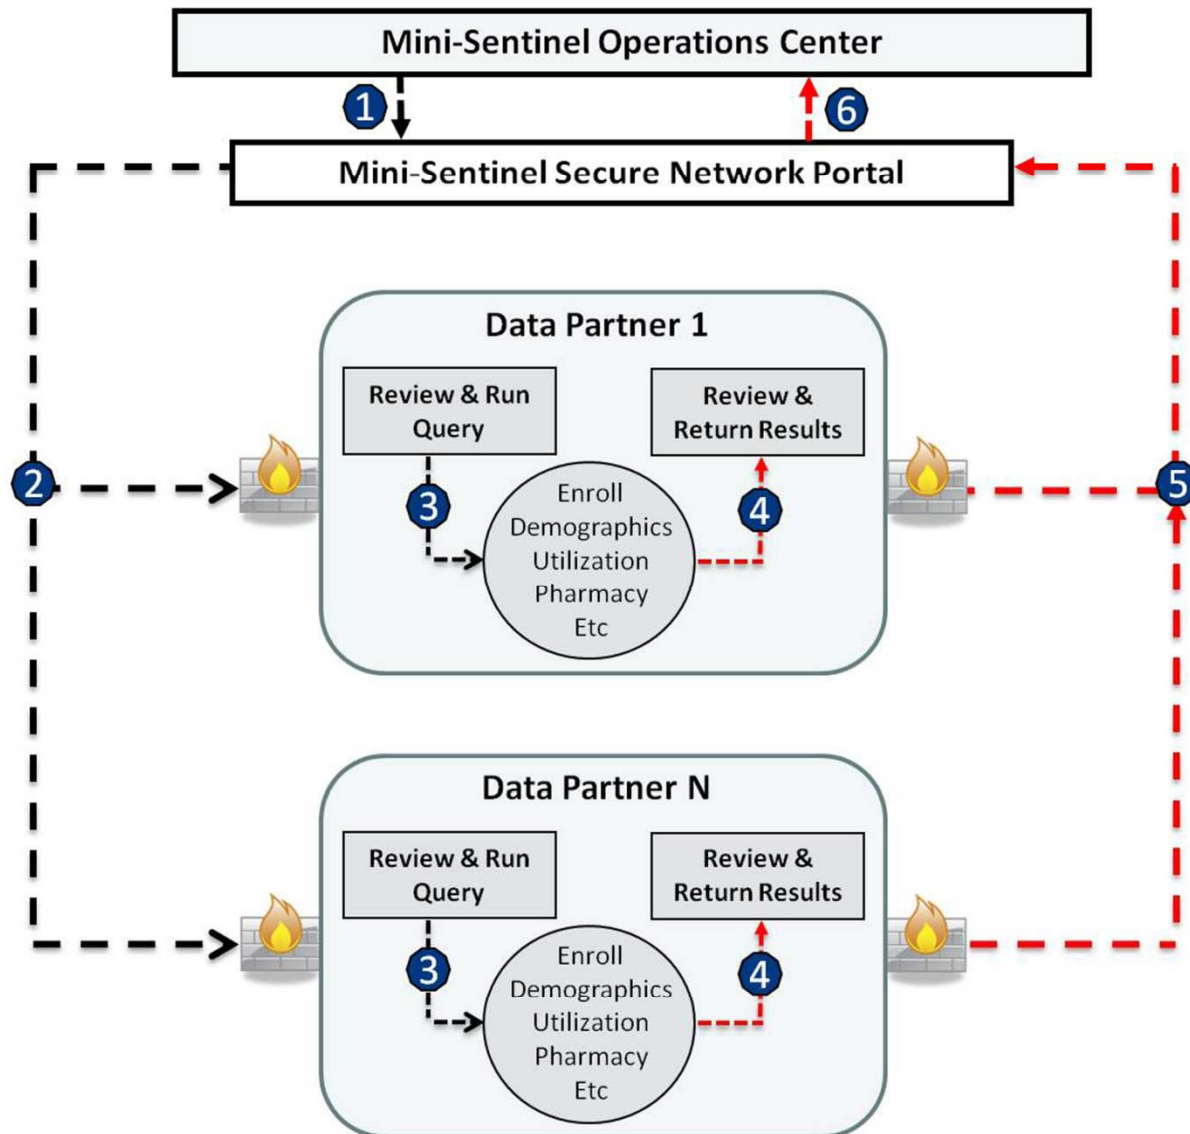 Mini-Sentinel Operations Center
1
6
Mini-Sentinel Secure Network Portal
Data Partner 1
Review & Run
Query
Review &
Return Results
2
3
4
5
Enroll
Demographics
Utilization
Pharmacy
Etc
Data Partner N
Review & Run
Query
Review &
Return Results
3
4
Enroll
Demographics
Utilization
Pharmacy
Etc